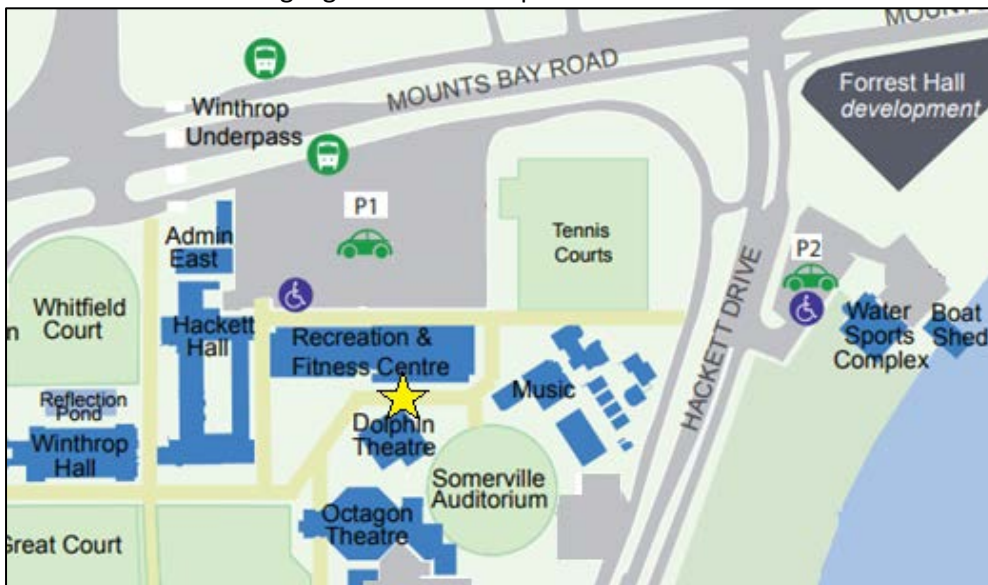 MOUNTS BAY ROAD
Winthrop
Underpass
Forrest Hall
development
P1
Admin
East
Tennis
Courts
P2
HACKETT DRIVE
Whitfield
Court
Hackett
Hall
Recreation &
Fitness Centre
Water
Sports
Complex
Boat
Shed
Music
Reflection
Pond
Dolphin
Theatre
Winthrop
Hall
Somerville
Auditorium
Octagon
Theatre
Great Court